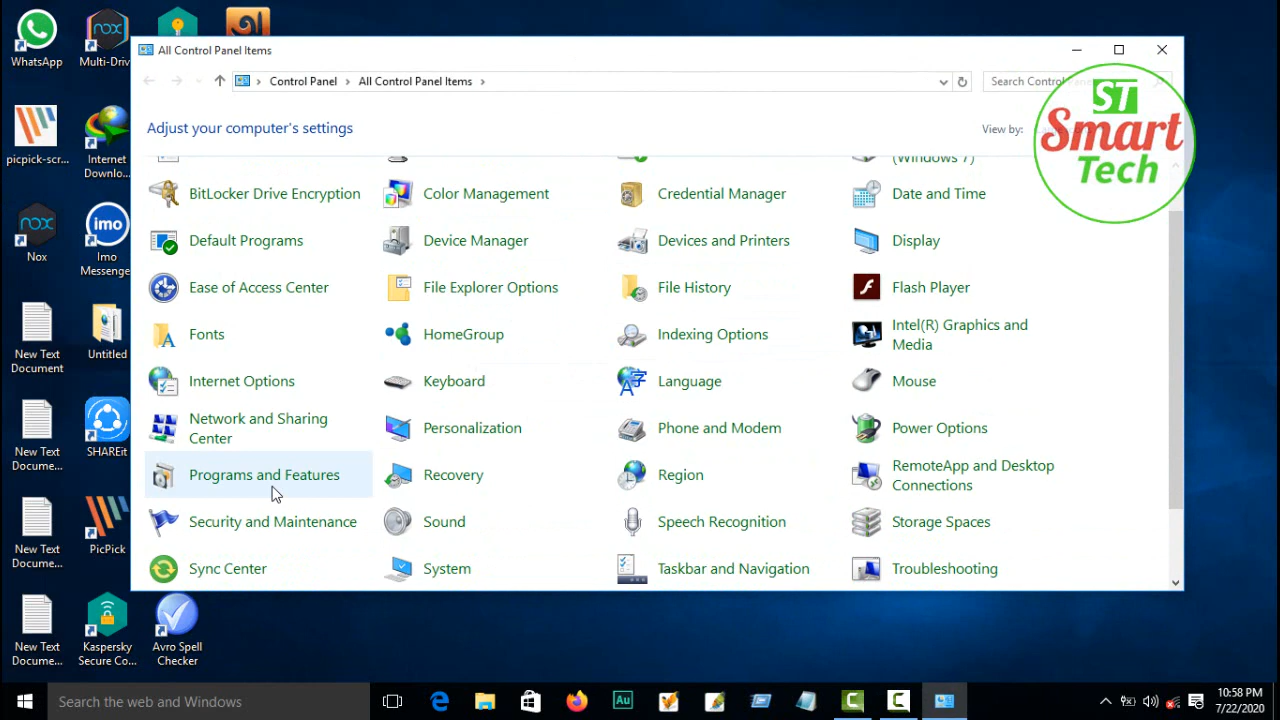 All Control Panel Items
Control Panel > All Control Panel Items >
Search Control
Adjust your computer's settings
View by:
ST
Smart
Tech
(Windows 7)
BitLocker Drive Encryption
Color Management
Credential Manager
Date and Time
Default Programs
Device Manager
Devices and Printers
Display
Ease of Access Center
File Explorer Options
File History
Flash Player
Fonts
HomeGroup
Indexing Options
Intel(R) Graphics and
Media
Internet Options
Keyboard
Language
Mouse
Network and Sharing
Center
Personalization
Phone and Modem
Power Options
Programs and Features
Recovery
Region
RemoteApp and Desktop
Connections
Security and Maintenance
Sound
Speech Recognition
Storage Spaces
Sync Center
System
Taskbar and Navigation
Troubleshooting
WhatsApp
nox
Multi-Driv
picpick-scr...
Internet
Downlo...
nox
Nox
imo
Imo
Messenge
New Text
Document
Untitled
New Text
Docume...
SHAREit
New Text
Docume...
PicPick
New Text
Docume...
Kaspersky
Secure Co...
Avro Spell
Checker
Search the web and Windows
Au
10:58 PM
7/22/2020